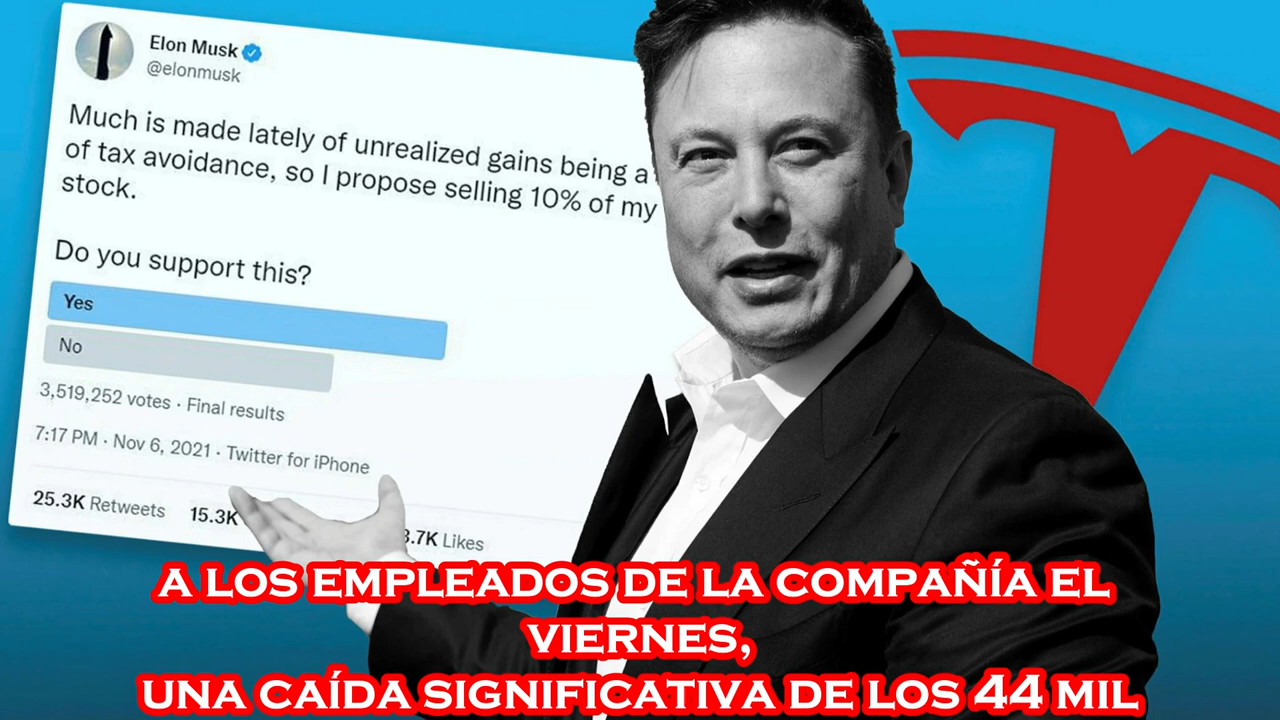 Elon Musk
@elonmusk
Much is made lately of unrealized gains being a
of tax avoidance, so I propose selling 10% of my
stock.
Do you support this?
Yes
No
3,519,252 votes · Final results
7:17 PM · Nov 6, 2021 · Twitter for iPhone
25.3K Retweets 15.3K 3.7K Likes
A LOS EMPLEADOS DE LA COMPAÑÍA EL
VIERNES,
UNA CAÍDA SIGNIFICATIVA DE LOS 44 MIL